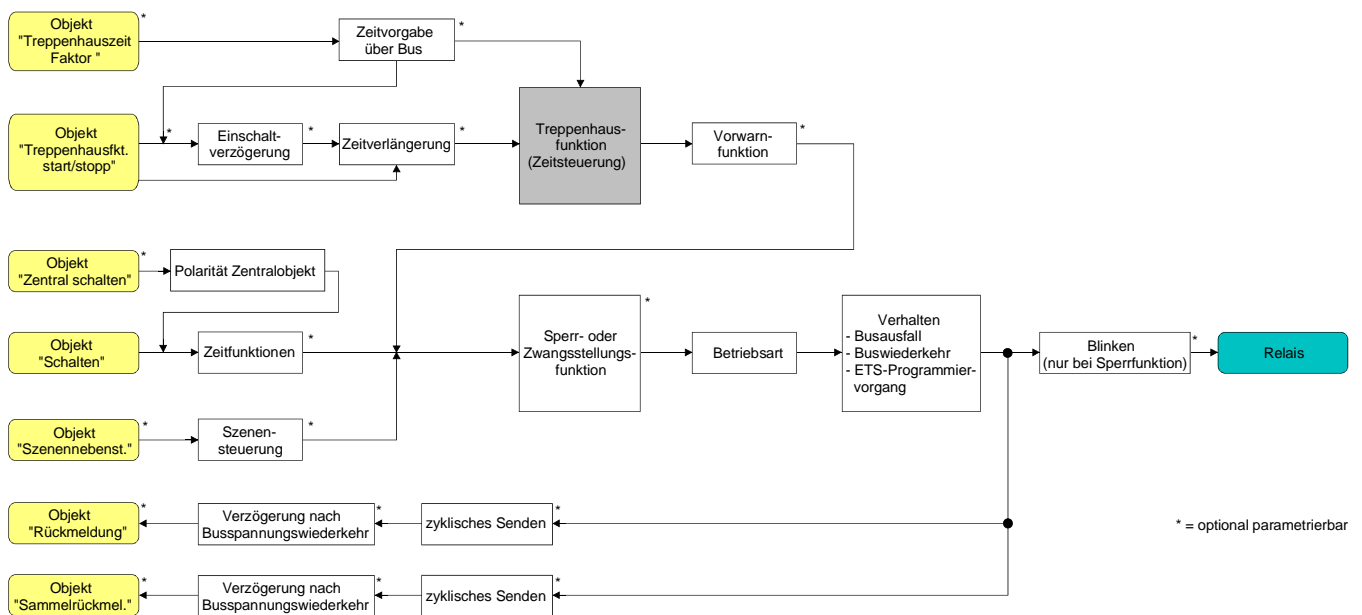 Objekt
"Treppenhauszeit
Faktor "
*
Zeitvorgabe
über Bus
*
Objekt
"Treppenhausfkt.
start/stopp"
*
Einschalt-
verzögerung
*
Zeitverlängerung
*
Treppenhaus-
funktion
(Zeitsteuerung)
Vorwarn-
funktion
*
Objekt
"Zentral schalten"
*
Polarität Zentralobjekt
Objekt
"Schalten"
Zeitfunktionen
*
Sperr- oder
Zwangsstellungs-
funktion
*
Betriebsart
Verhalten
- Busausfall
- Buswiederkehr
- ETS-Programmier-
vorgang
Blinken
(nur bei Sperrfunktion)
*
Relais
Objekt
"Szenennebenst."
*
Szenen-
steuerung
*
Objekt
"Rückmeldung"
*
Verzögerung nach
Busspannungswiederkehr
*
zyklisches Senden
*
* = optional parametrierbar
Objekt
"Sammelrückmel."
*
Verzögerung nach
Busspannungswiederkehr
*
zyklisches Senden
*